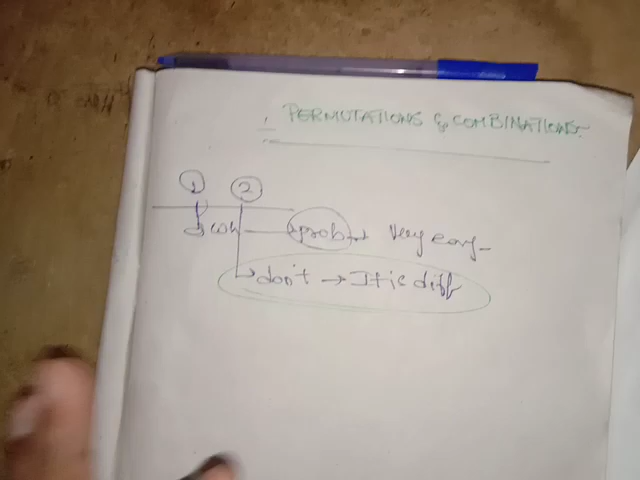 PERMUTATIONS & COMBINATIONS.
1 2
prob → Very easy
don't → It is diff